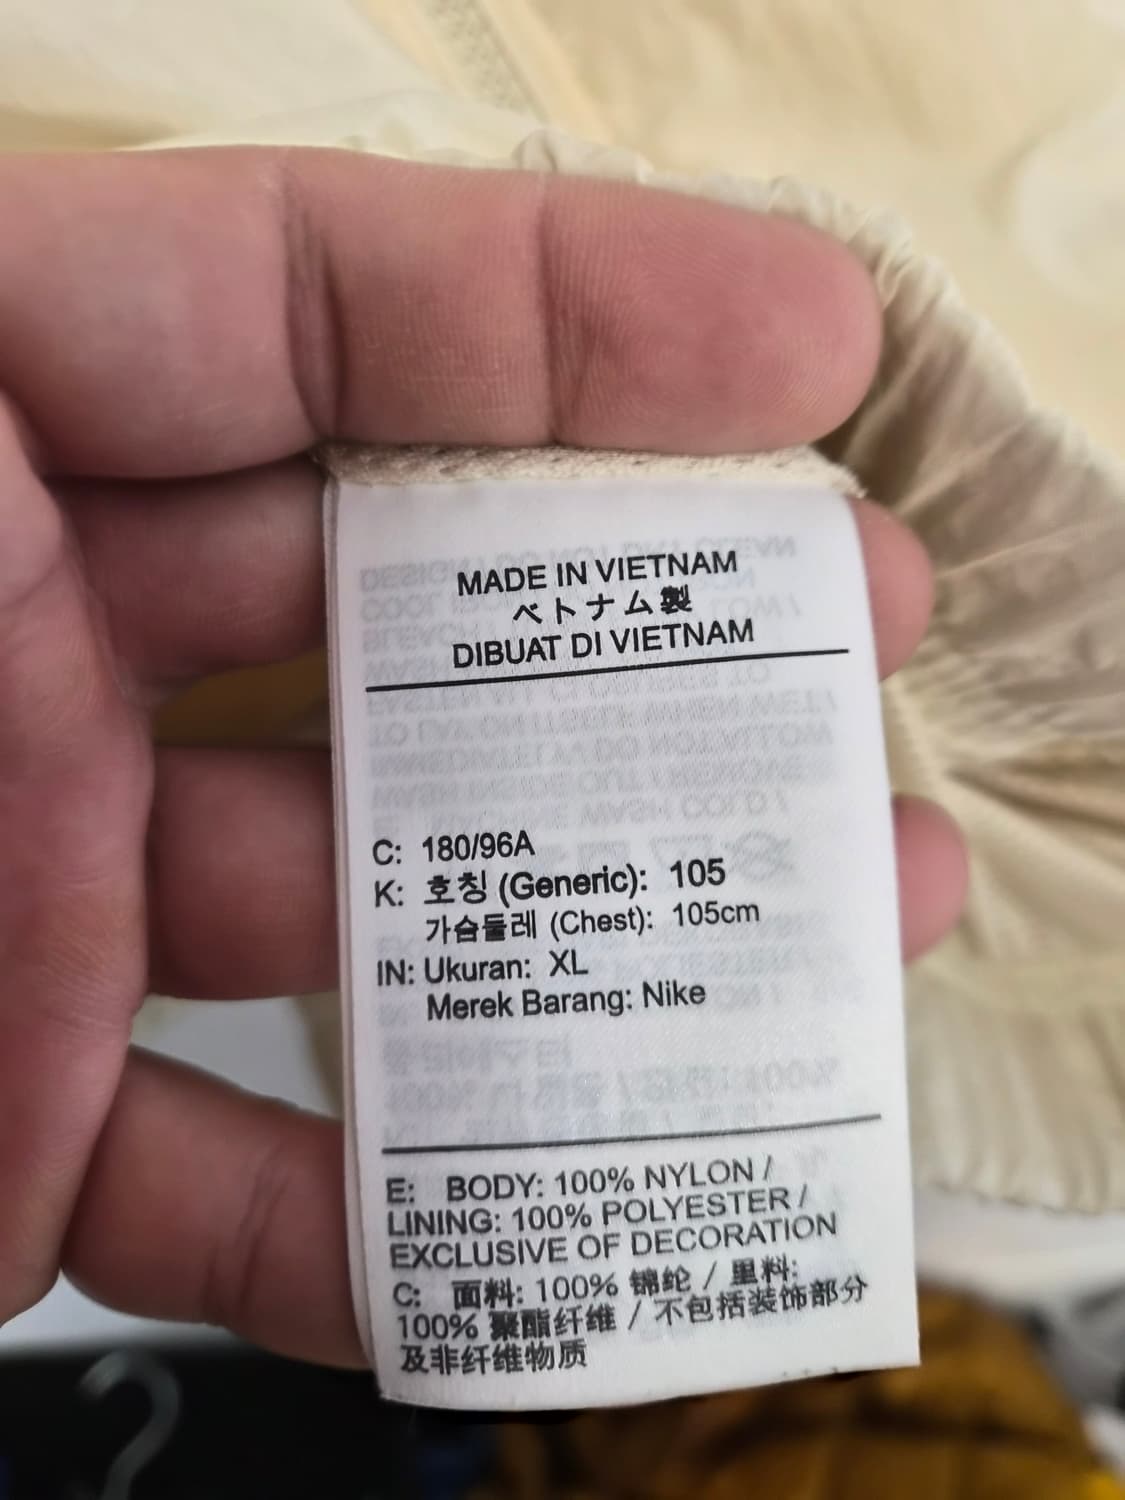 MADE IN VIETNAM
ベトナム製
DIBUAT DI VIETNAM
C: 180/96A
K: 호칭 (Generic): 105
가슴둘레 (Chest): 105cm
IN: Ukuran: XL
Merek Barang: Nike
E: BODY: 100% NYLON /
LINING: 100% POLYESTER /
EXCLUSIVE OF DECORATION
C: 面料: 100% 锦纶 / 里料:
100% 聚酯纤维 / 不包括装饰部分
及非纤维物质